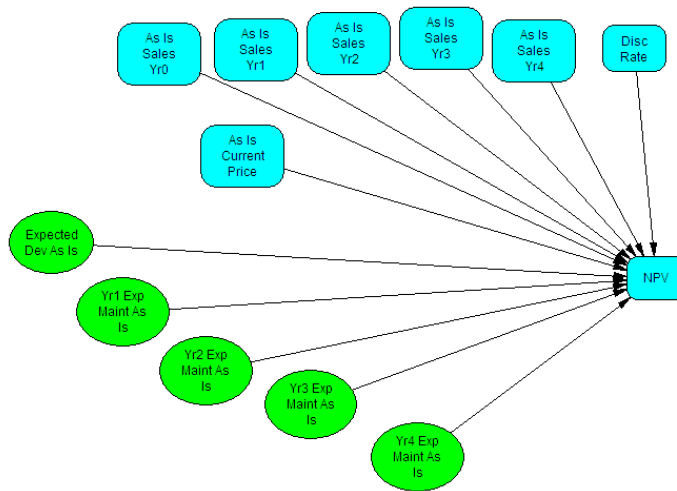 As Is
Sales
Yr0
As Is
Sales
Yr1
As Is
Sales
Yr2
As Is
Sales
Yr3
As Is
Sales
Yr4
Disc
Rate
As Is
Current
Price
Expected
Dev As Is
NPV
Yr1 Exp
Maint As
Is
Yr2 Exp
Maint As
Is
Yr3 Exp
Maint As
Is
Yr4 Exp
Maint As
Is